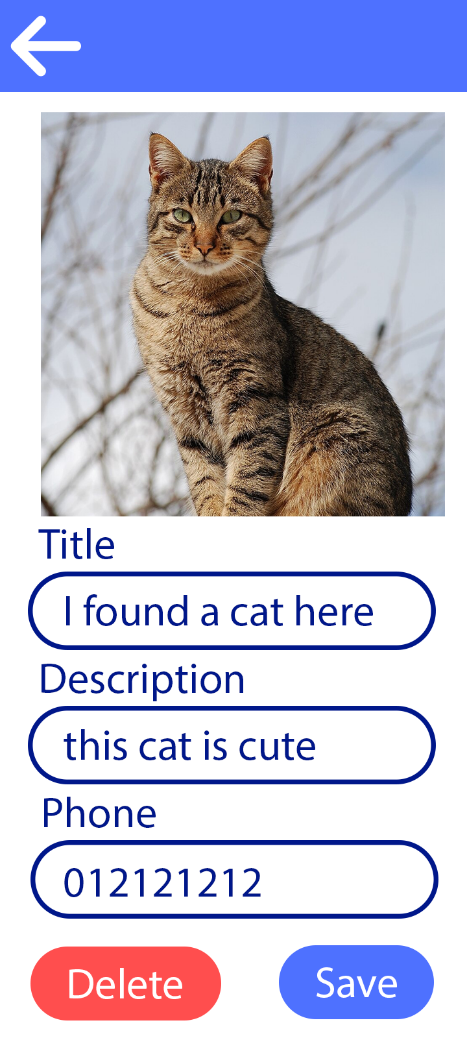 Title
I found a cat here
Description
this cat is cute
Phone
012121212
Delete
Save